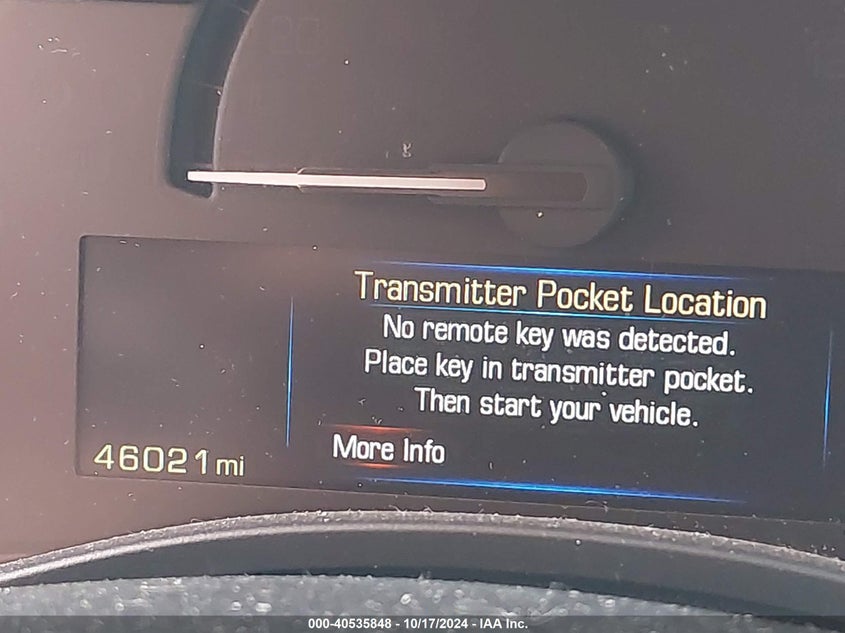 20
Transmitter Pocket Location
No remote key was detected.
Place key in transmitter pocket.
Then start your vehicle.
More Info
46021 mi
000-40535848 - 10/17/2024 - IAA Inc.